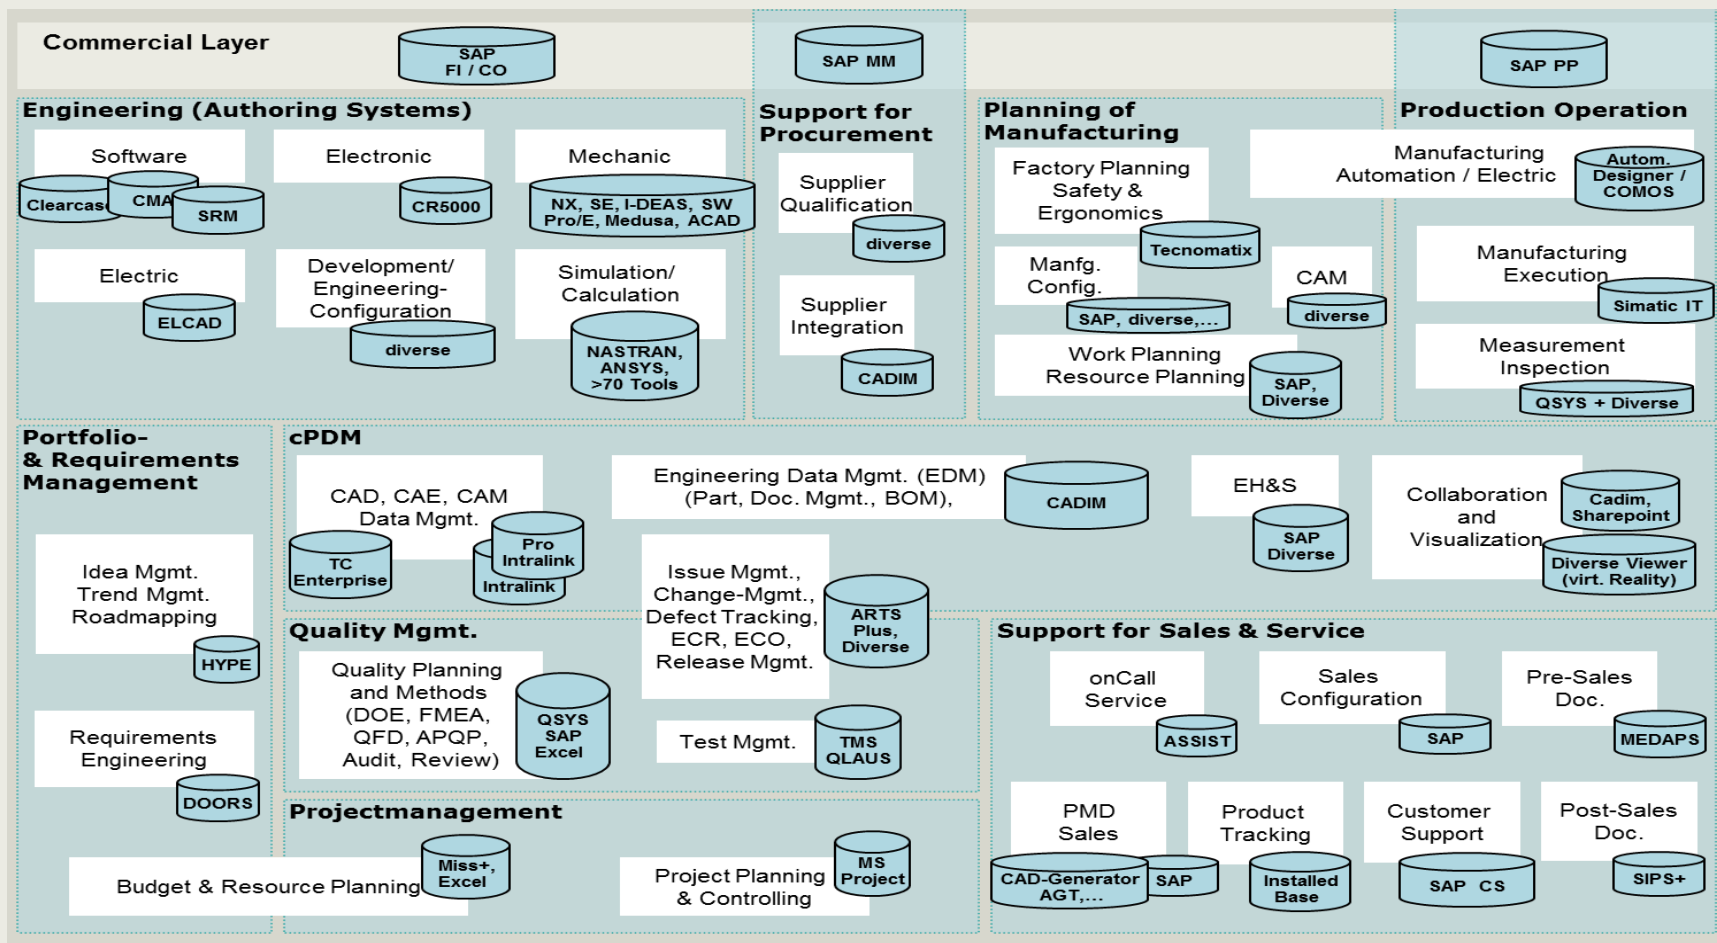 Commercial Layer
SAP
FI / CO
SAP MM
SAP PP
Engineering (Authoring Systems)
Software
Clearcase
CMA
SRM
Electronic
CR5000
Mechanic
NX, SE, I-DEAS, SW
Pro/E, Medusa, ACAD
Electric
ELCAD
Development/
Engineering-
Configuration
diverse
Simulation/
Calculation
NASTRAN,
ANSYS,
>70 Tools
Support for
Procurement
Supplier
Qualification
diverse
Supplier
Integration
CADIM
Planning of
Manufacturing
Factory Planning
Safety &
Ergonomics
Tecnomatix
Manfg.
Config.
SAP, diverse,...
CAM
diverse
Work Planning
Resource Planning
SAP,
Diverse
Production Operation
Manufacturing
Automation / Electric
Autom.
Designer /
COMOS
Manufacturing
Execution
Simatic IT
Measurement
Inspection
QSYS + Diverse
Portfolio-
& Requirements
Management
Idea Mgmt.
Trend Mgmt.
Roadmapping
HYPE
Requirements
Engineering
DOORS
cPDM
CAD, CAE, CAM
Data Mgmt.
TC
Enterprise
Pro
Intralink
Intralink
Engineering Data Mgmt. (EDM)
(Part, Doc. Mgmt., BOM),
CADIM
EH&S
SAP
Diverse
Collaboration
and
Visualization
Cadim,
Sharepoint
Diverse Viewer
(virt. Reality)
Issue Mgmt.,
Change-Mgmt.,
Defect Tracking,
ECR, ECO,
Release Mgmt.
ARTS
Plus,
Diverse
Quality Mgmt.
Quality Planning
and Methods
(DOE, FMEA,
QFD, APQP,
Audit, Review)
QSYS
SAP
Excel
Test Mgmt.
TMS
QLAUS
Projectmanagement
Budget & Resource Planning
Miss+,
Excel
Project Planning
& Controlling
MS
Project
Support for Sales & Service
onCall
Service
ASSIST
Sales
Configuration
SAP
Pre-Sales
Doc.
MEDAPS
PMD
Sales
CAD-Generator
AGT,...
SAP
Product
Tracking
Installed
Base
Customer
Support
SAP CS
Post-Sales
Doc.
SIPS+